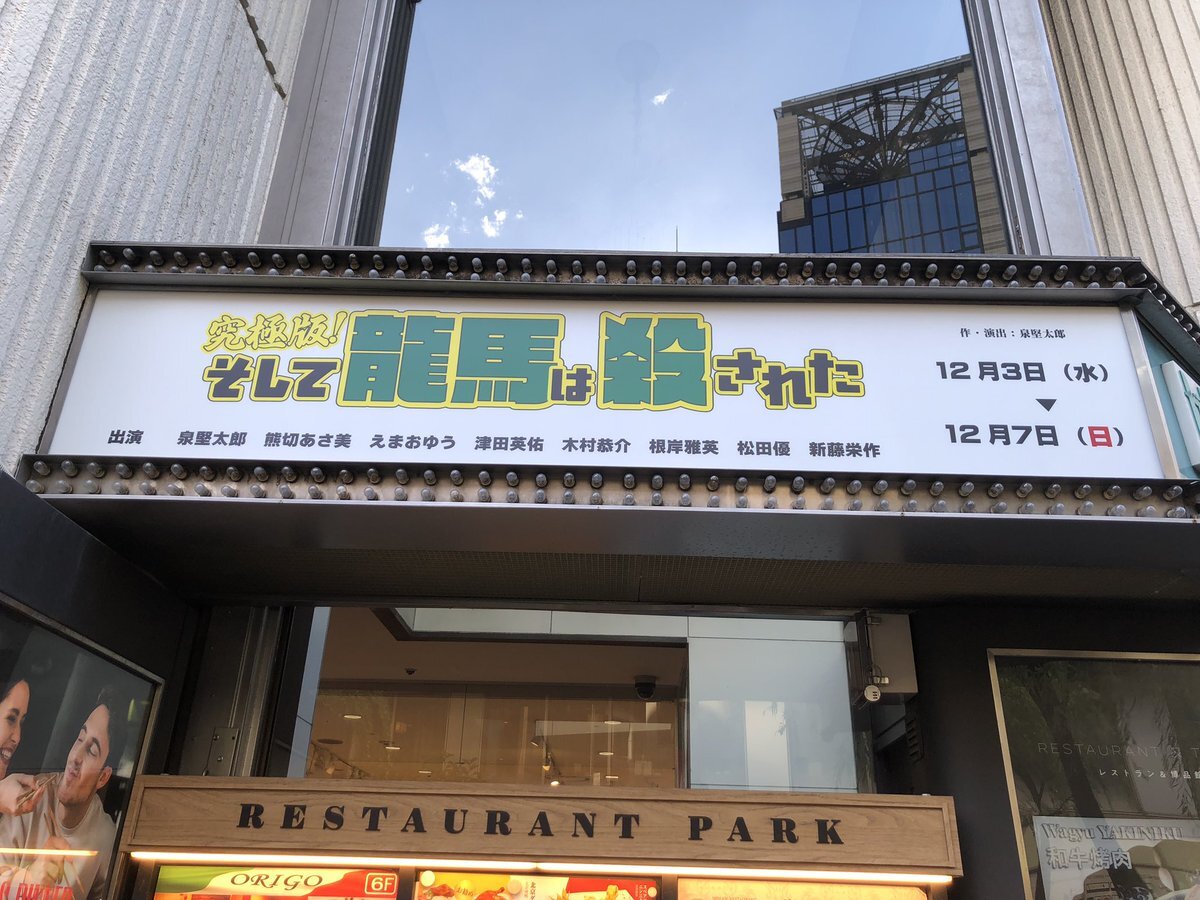 究極版!
そして龍馬は殺された
作・演出：泉堅太郎
12月3日（水）
▼
12月7日（日）
出演　泉堅太郎　熊切あさ美　えまおゆう　津田英佑　木村恭介　根岸雅英　松田優　新藤栄作
RESTAURANT
レストラン＆博品館
RESTAURANT PARK
Wagyu YAKINIKU
和牛烤肉
ORIGO
6F